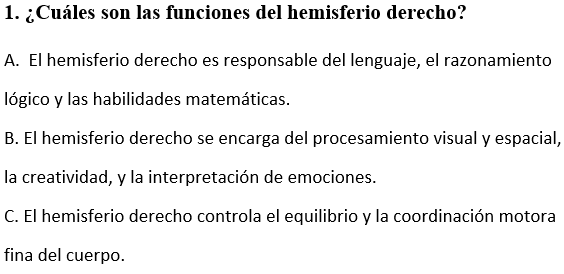 1. ¿Cuáles son las funciones del hemisferio derecho?
A. El hemisferio derecho es responsable del lenguaje, el razonamiento
lógico y las habilidades matemáticas.
B. El hemisferio derecho se encarga del procesamiento visual y espacial,
la creatividad, y la interpretación de emociones.
C. El hemisferio derecho controla el equilibrio y la coordinación motora
fina del cuerpo.